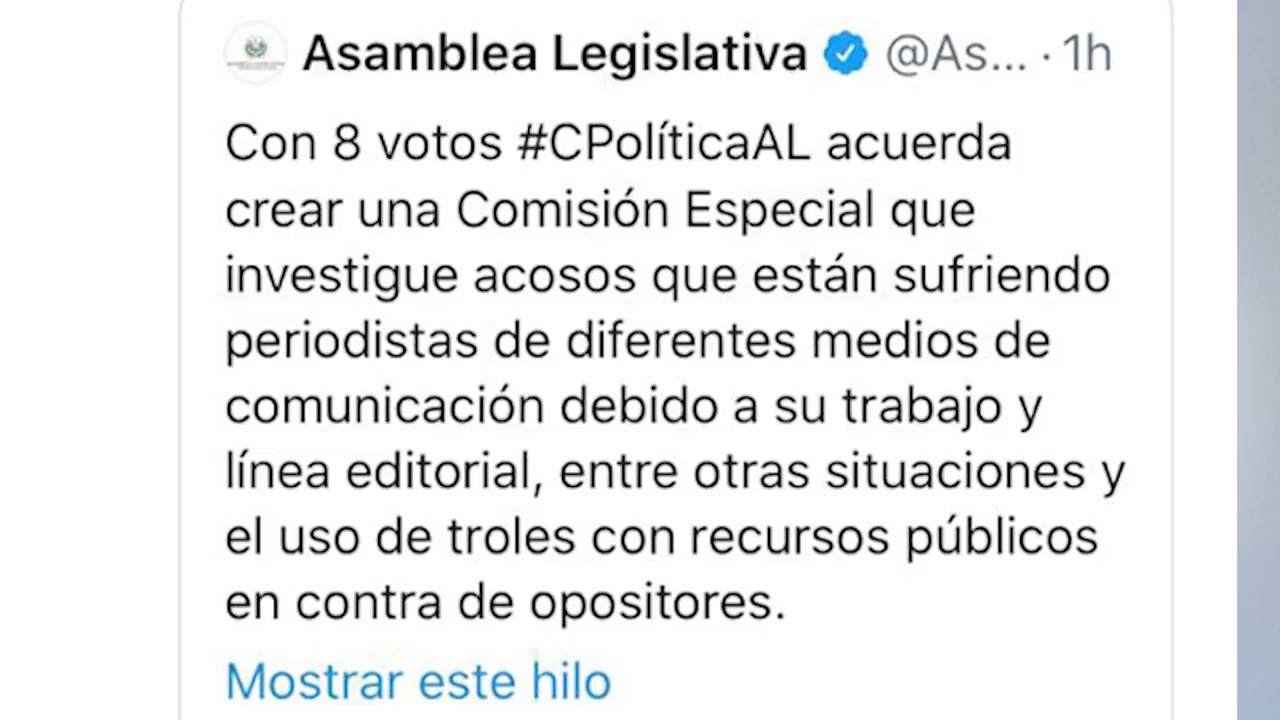 Asamblea Legislativa @As... · 1h
Con 8 votos #CPolíticaAL acuerda
crear una Comisión Especial que
investigue acosos que están sufriendo
periodistas de diferentes medios de
comunicación debido a su trabajo y
línea editorial, entre otras situaciones y
el uso de troles con recursos públicos
en contra de opositores.
Mostrar este hilo